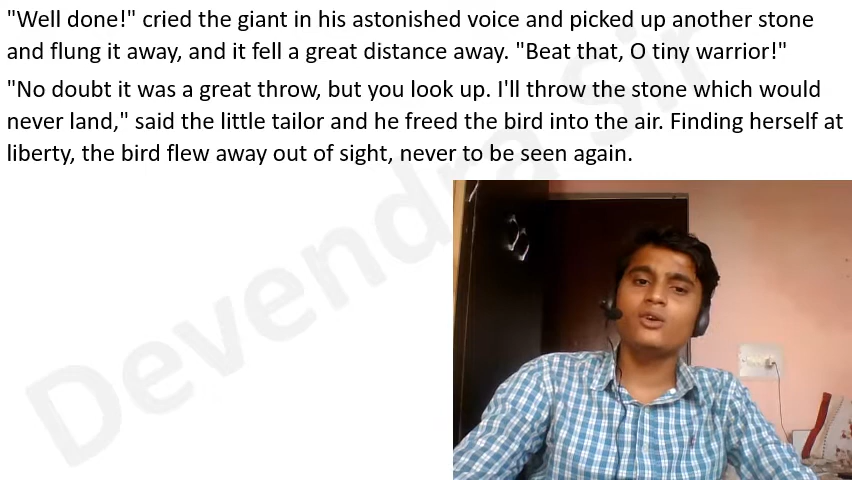 "Well done!" cried the giant in his astonished voice and picked up another stone
and flung it away, and it fell a great distance away. "Beat that, O tiny warrior!"
"No doubt it was a great throw, but you look up. I'll throw the stone which would
never land," said the little tailor and he freed the bird into the air. Finding herself at
liberty, the bird flew away out of sight, never to be seen again.
Devendra Sir